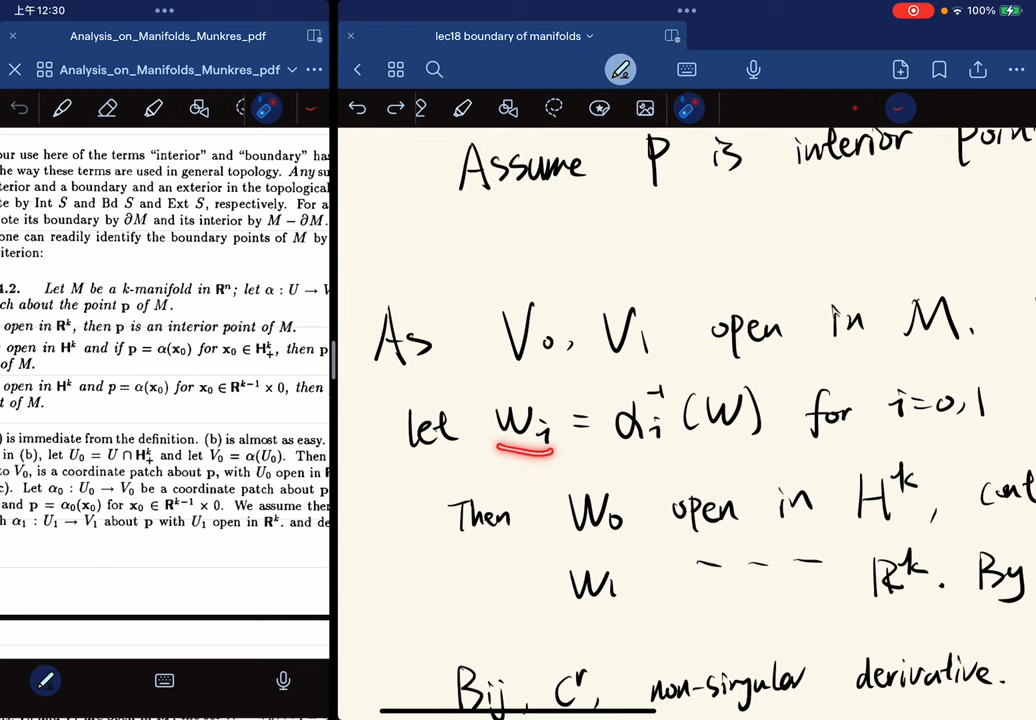 上午12:30
100%
Analysis_on_Manifolds_Munkres_pdf
lec18 boundary of manifolds
Analysis_on_Manifolds_Munkres_pdf
our use here of the terms “interior” and “boundary” ha
the way these terms are used in general topology. Any su
terior and a boundary and an exterior in the topological
te by Int S and Bd S and Ext S, respectively. For a
ote its boundary by ∂M and its interior by M − ∂M.
one can readily identify the boundary points of M by
iterion:
1.2. Let M be a k-manifold in Rⁿ; let α : U → V
ch about the point p of M.
open in Rᵏ, then p is an interior point of M.
open in Hᵏ and if p = α(x₀) for x₀ ∈ Hᵏ₊, then p
of M.
open in Hᵏ and p = α(x₀) for x₀ ∈ Rᵏ⁻¹ × 0, then
t of M.
) is immediate from the definition. (b) is almost as easy.
in (b), let U₀ = U ∩ Hᵏ₊ and let V₀ = α(U₀). Then
to V₀, is a coordinate patch about p, with U₀ open in
c). Let α₀ : U₀ → V₀ be a coordinate patch about p
and p = α₀(x₀) for x₀ ∈ Rᵏ⁻¹ × 0. We assume ther
h α₁ : U₁ → V₁ about p with U₁ open in Rᵏ. and de
Assume P is interior poin
As V₀, V₁ open in M.
let Wᵢ = αᵢ⁻¹(W) for i=0,1
Then W₀ open in Hᵏ, cont
W₁ - - - Rᵏ. By
Bij, Cʳ, non-singular derivative.